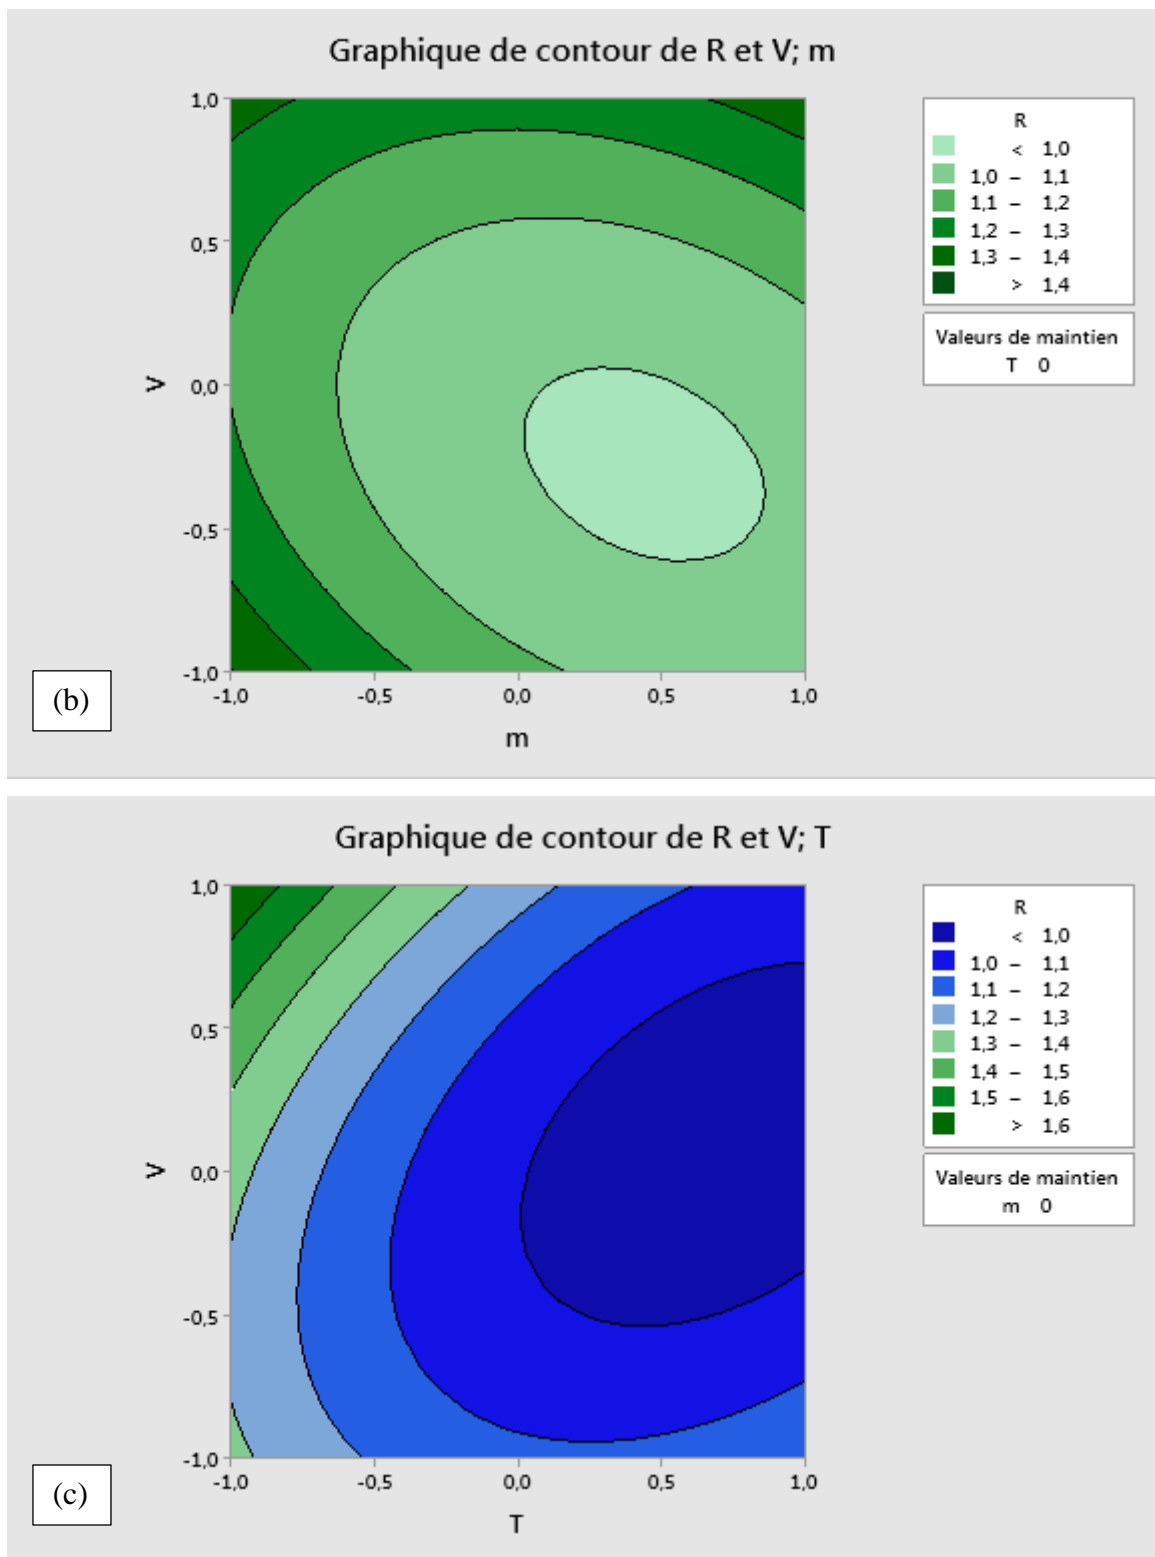 Graphique de contour de R et V; m
1,0
0,5
0,0
-0,5
-1,0
V
-1,0 -0,5 0,0 0,5 1,0
m
R
< 1,0
1,0 – 1,1
1,1 – 1,2
1,2 – 1,3
1,3 – 1,4
> 1,4
Valeurs de maintien
T 0
(b)
Graphique de contour de R et V; T
1,0
0,5
0,0
-0,5
-1,0
V
-1,0 -0,5 0,0 0,5 1,0
T
R
< 1,0
1,0 – 1,1
1,1 – 1,2
1,2 – 1,3
1,3 – 1,4
1,4 – 1,5
1,5 – 1,6
> 1,6
Valeurs de maintien
m 0
(c)